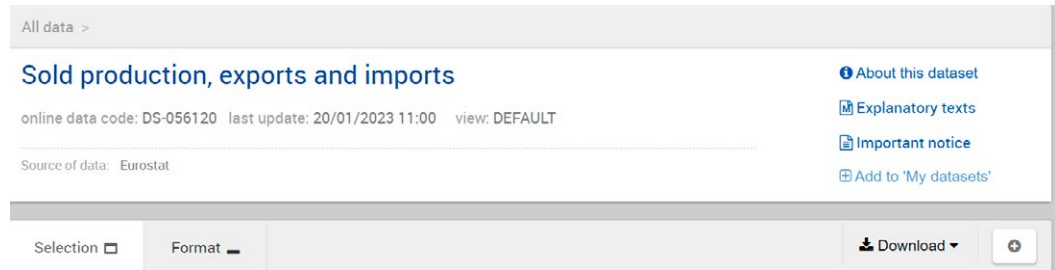 All data >
Sold production, exports and imports
online data code: DS-056120 last update: 20/01/2023 11:00 view: DEFAULT
Source of data: Eurostat
About this dataset
Explanatory texts
Important notice
Add to 'My datasets'
Selection Format Download